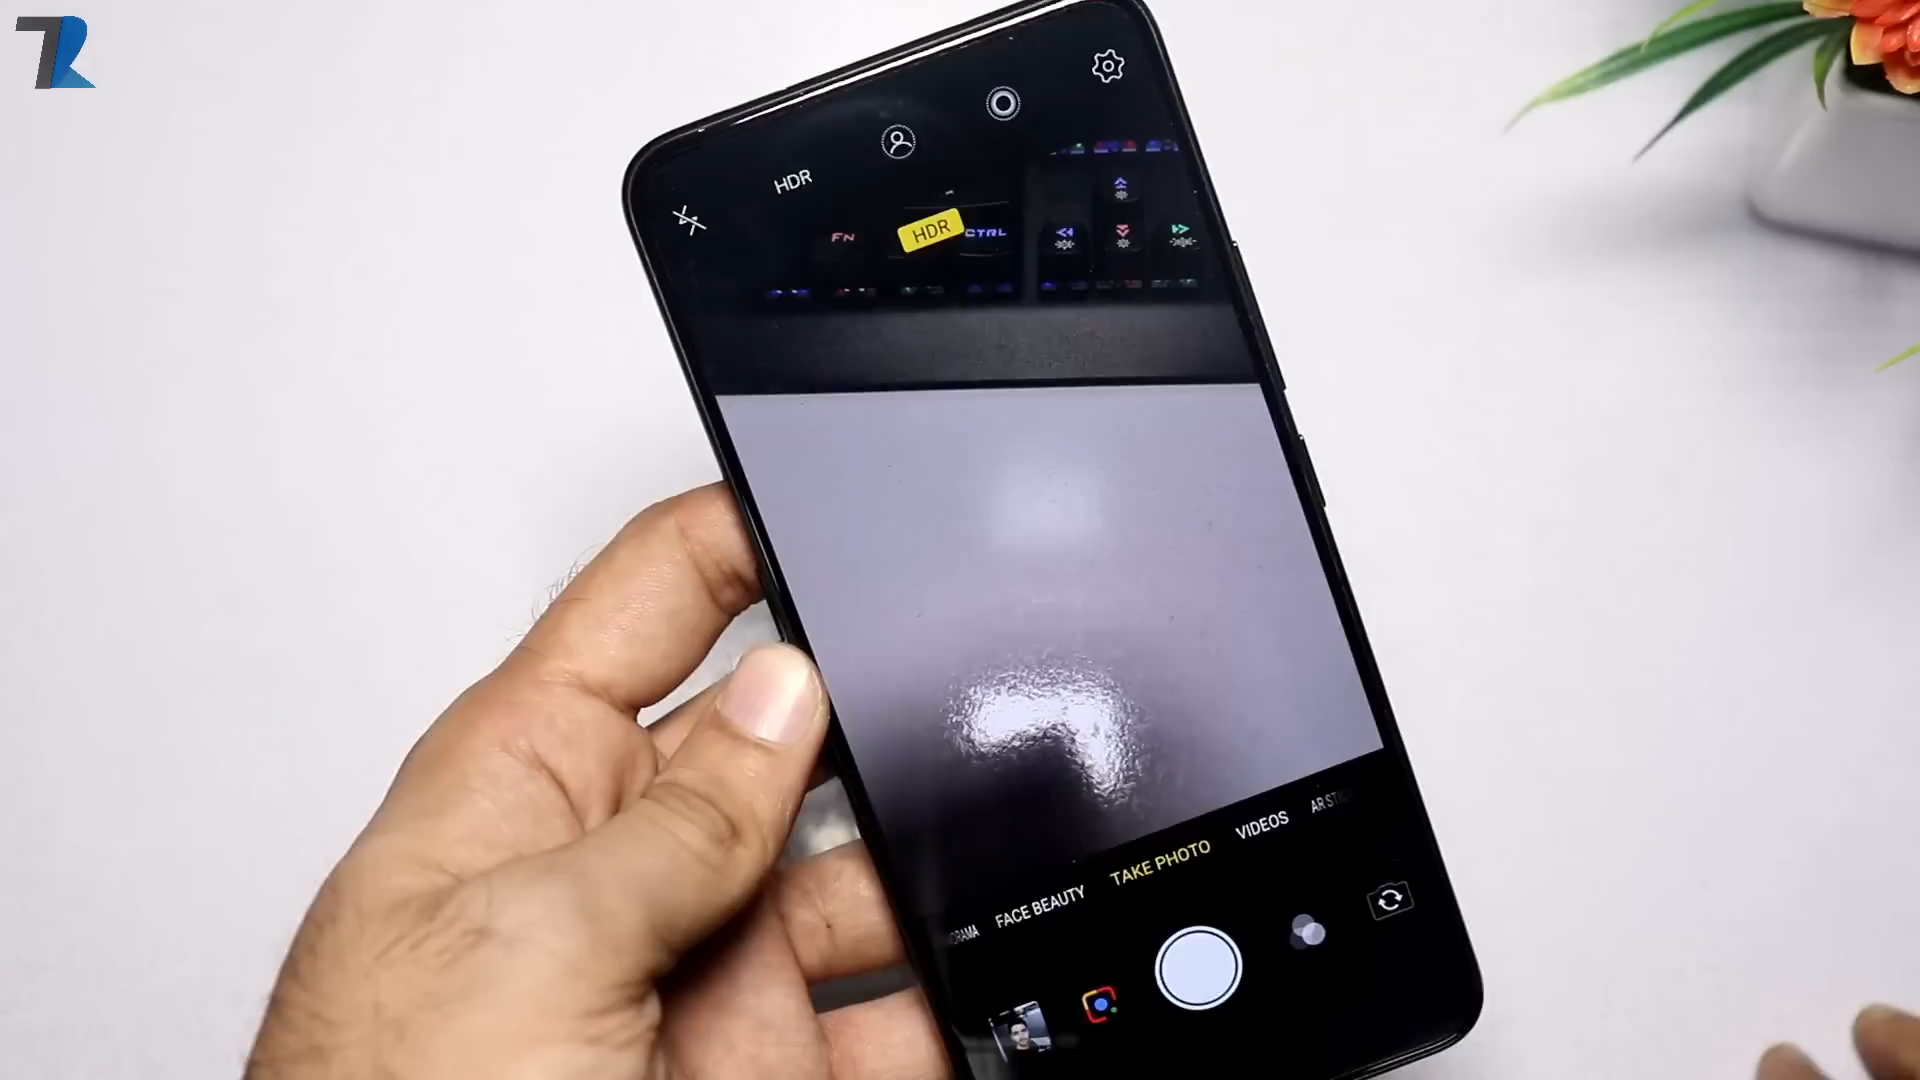 HDR
HDR
FN
CTRL
FACE BEAUTY
TAKE PHOTO
VIDEOS